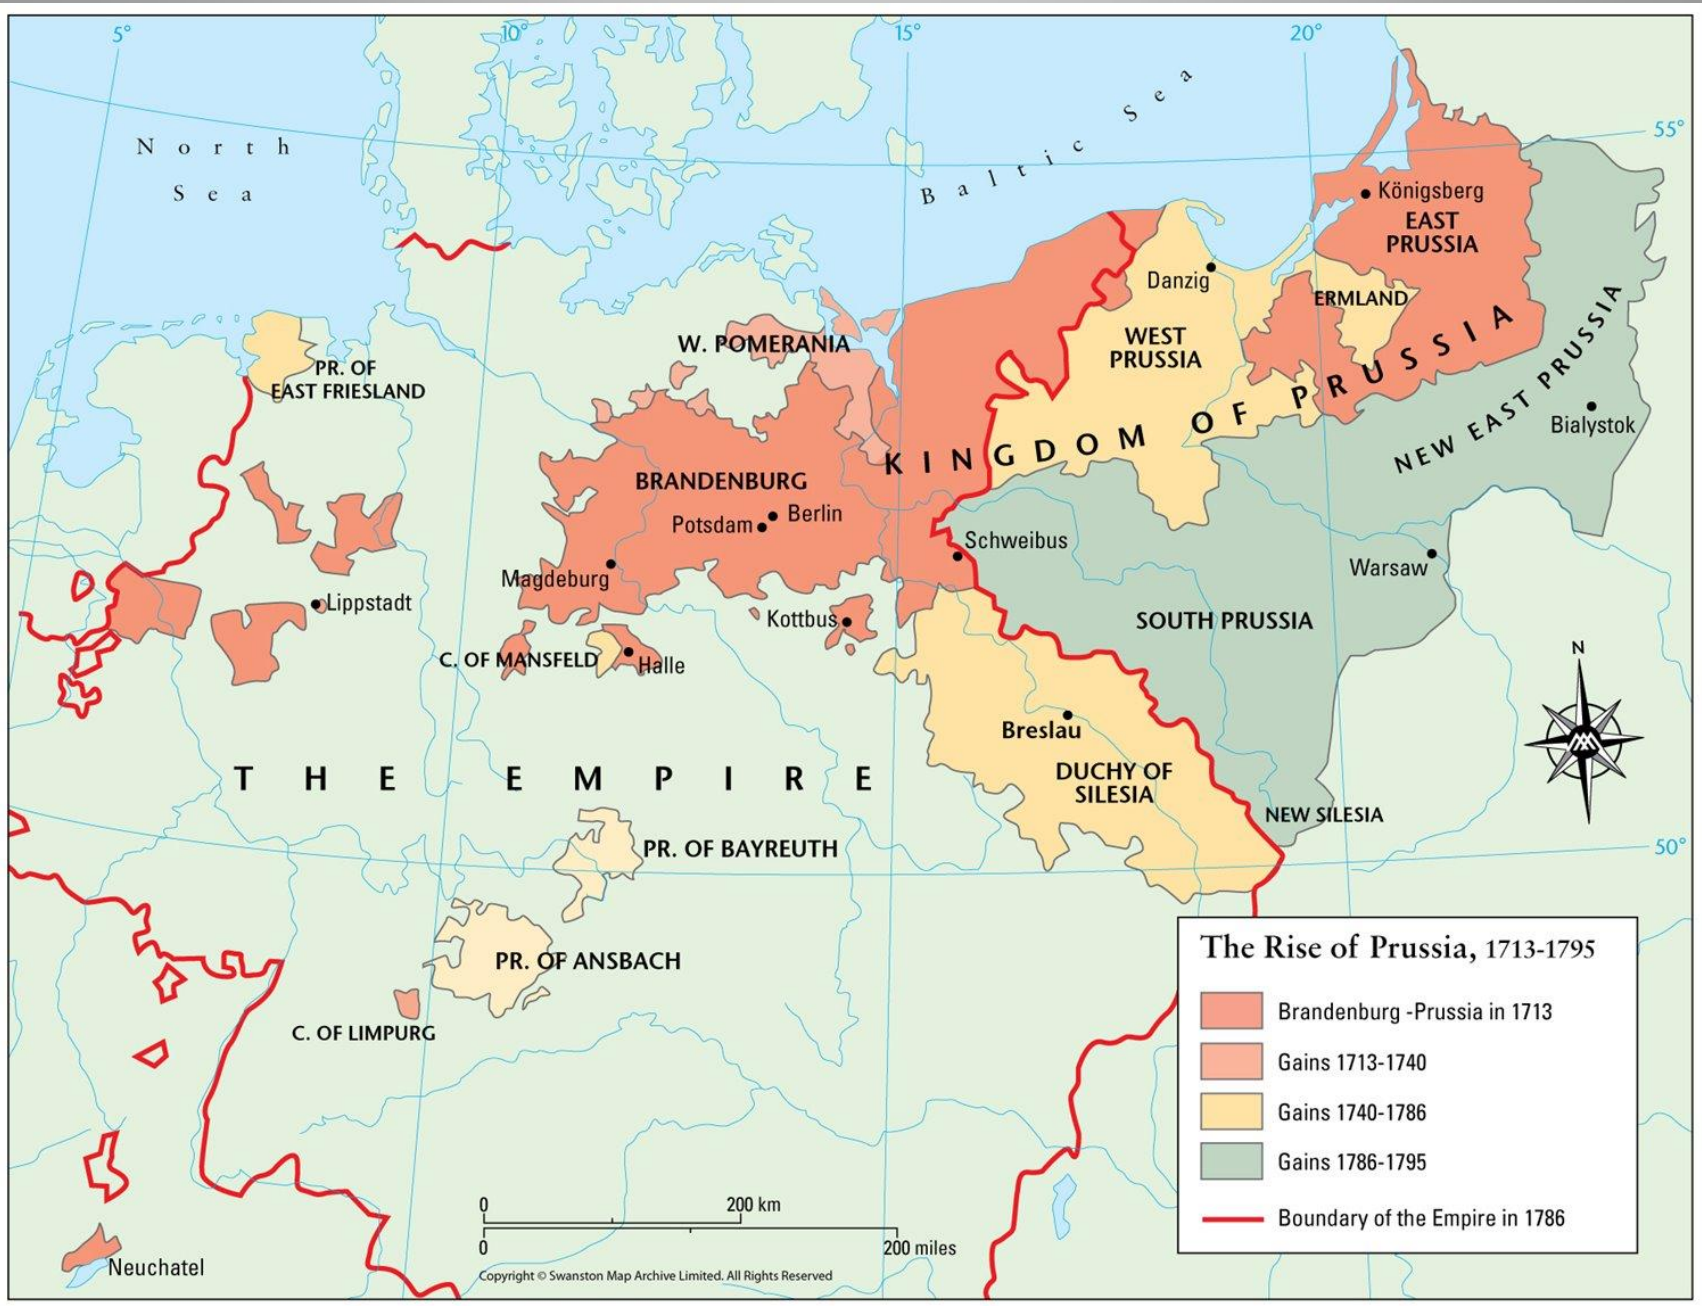 5°
10°
15°
20°
55°
North
Sea
Baltic Sea
Königsberg
EAST
PRUSSIA
Danzig
ERMLAND
WEST
PRUSSIA
W. POMERANIA
PR. OF
EAST FRIESLAND
KINGDOM OF PRUSSIA
NEW EAST PRUSSIA
Bialystok
BRANDENBURG
Potsdam
Berlin
Schweibus
Magdeburg
Warsaw
Lippstadt
Kottbus
SOUTH PRUSSIA
C. OF MANSFELD
Halle
N
Breslau
THE EMPIRE
DUCHY OF
SILESIA
NEW SILESIA
50°
PR. OF BAYREUTH
PR. OF ANSBACH
C. OF LIMPURG
Neuchatel
The Rise of Prussia, 1713-1795
Brandenburg -Prussia in 1713
Gains 1713-1740
Gains 1740-1786
Gains 1786-1795
Boundary of the Empire in 1786
0 200 km
0 200 miles
Copyright © Swanston Map Archive Limited. All Rights Reserved